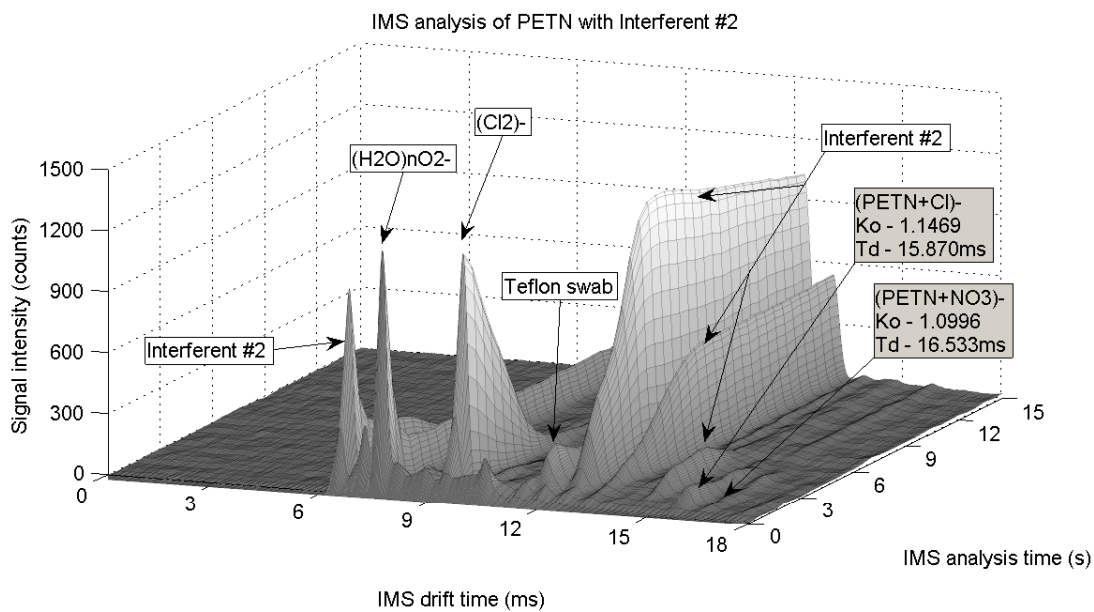 IMS analysis of PETN with Interferent #2
(Cl2)-
(H2O)nO2-
Interferent #2
(PETN+Cl)-
Ko - 1.1469
Td - 15.870ms
Teflon swab
(PETN+NO3)-
Ko - 1.0996
Td - 16.533ms
Interferent #2
Signal intensity (counts)
1500
1200
900
600
300
0
0
3
6
9
12
15
18
0
3
6
9
12
15
IMS analysis time (s)
IMS drift time (ms)